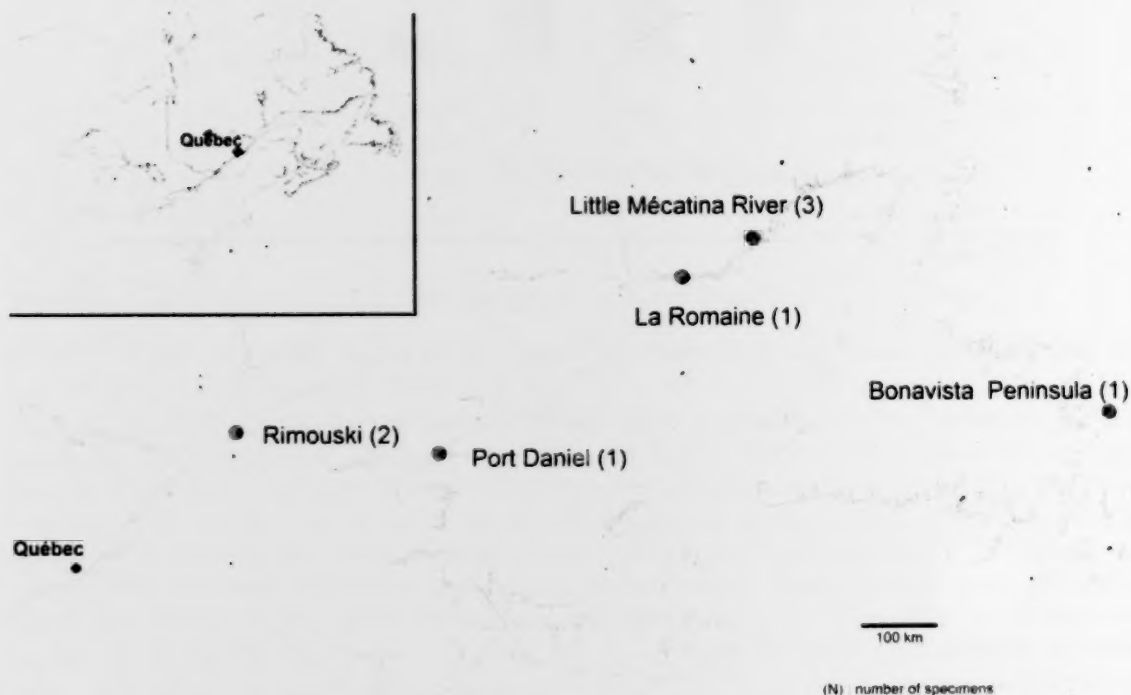 Québec
Little Mécatina River (3)
La Romaine (1)
Bonavista Peninsula (1)
Rimouski (2)
Port Daniel (1)
Québec
100 km
(N) number of specimens